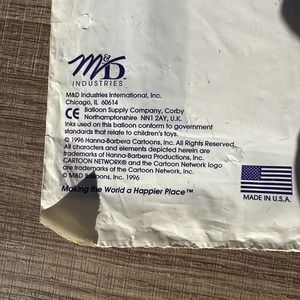 M&D
INDUSTRIES
M&D Industries International, Inc.
Chicago, IL 60614
CE Balloon Supply Company, Corby
Northamptonshire NN1 2AY, U.K.
Inks used on this balloon conform to government
standards that relate to children's toys.
© 1996 Hanna-Barbera Cartoons, Inc. All Rights Reserved.
All characters and elements depicted herein are
trademarks of Hanna-Barbera Productions, Inc.
CARTOON NETWORK® and the Cartoon Network logo
are trademarks of Cartoon Network, Inc.
© M&D Balloons, Inc. 1996
Making the World a Happier Place™
MADE IN U.S.A.